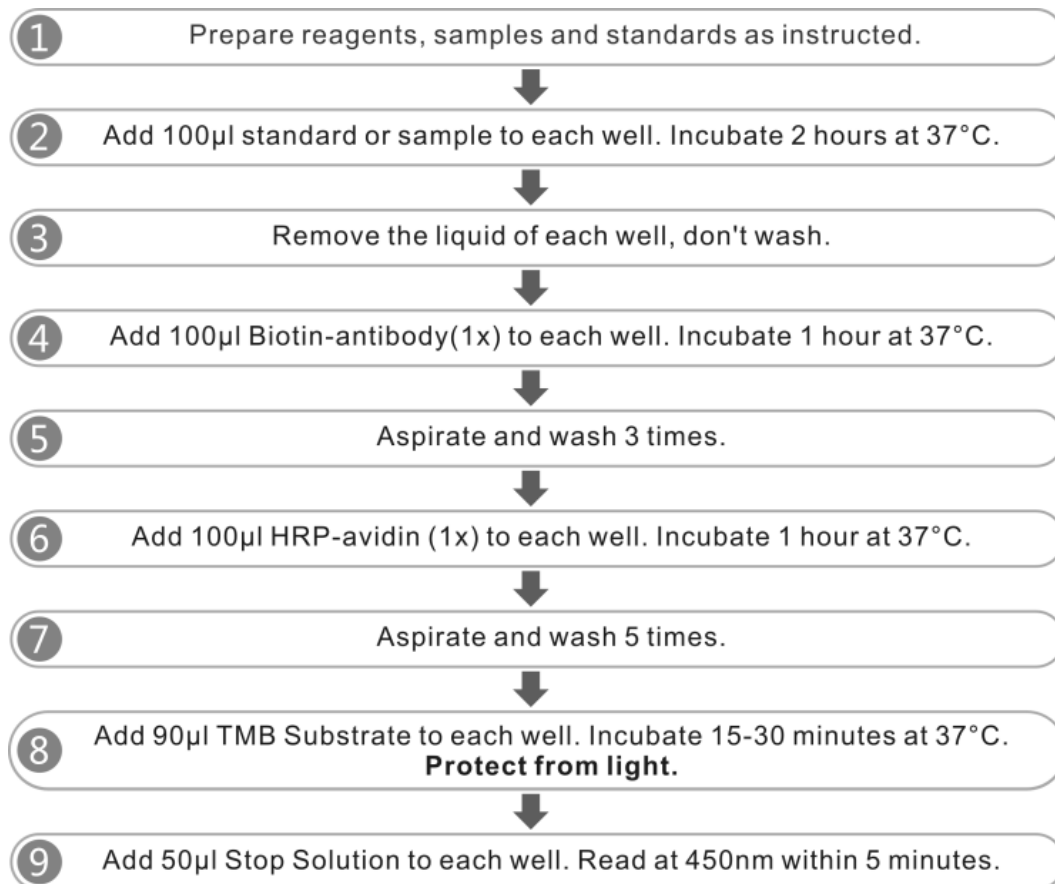 1 Prepare reagents, samples and standards as instructed.
2 Add 100µl standard or sample to each well. Incubate 2 hours at 37°C.
3 Remove the liquid of each well, don't wash.
4 Add 100µl Biotin-antibody(1x) to each well. Incubate 1 hour at 37°C.
5 Aspirate and wash 3 times.
6 Add 100µl HRP-avidin (1x) to each well. Incubate 1 hour at 37°C.
7 Aspirate and wash 5 times.
8 Add 90µl TMB Substrate to each well. Incubate 15-30 minutes at 37°C.
Protect from light.
9 Add 50µl Stop Solution to each well. Read at 450nm within 5 minutes.